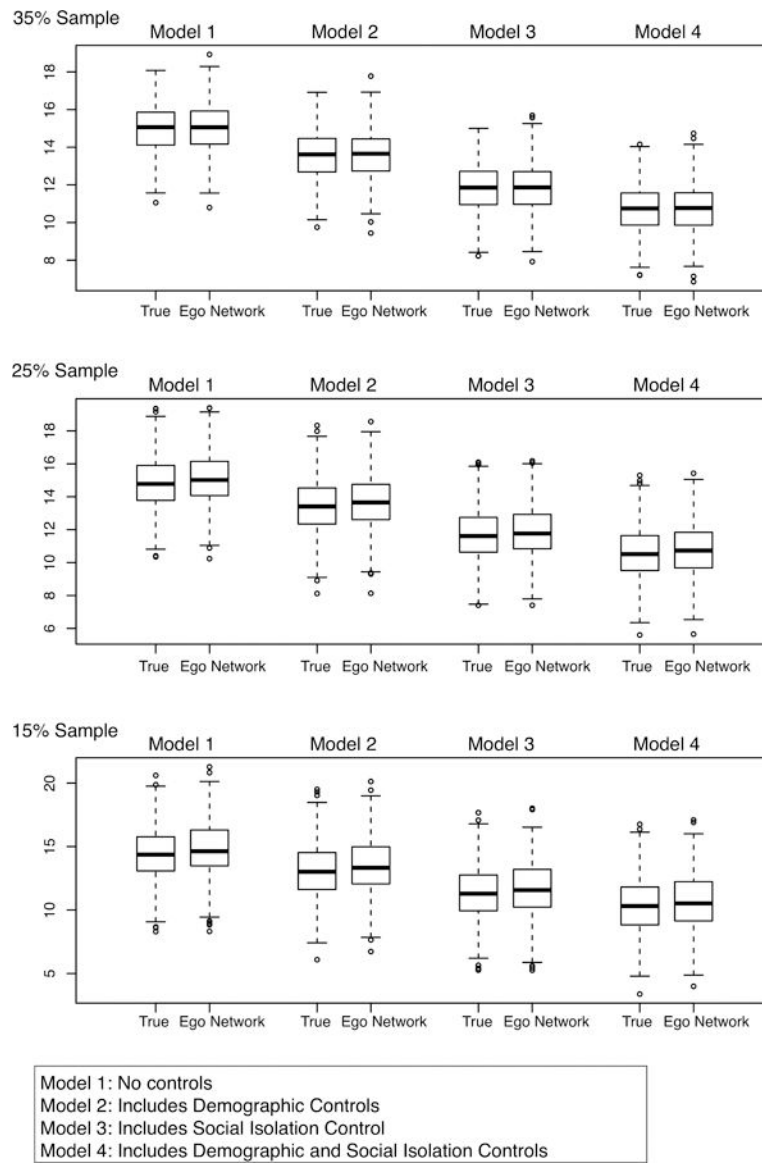 35% Sample
Model 1 Model 2 Model 3 Model 4
18
16
14
12
10
8
True Ego Network True Ego Network True Ego Network True Ego Network
25% Sample
Model 1 Model 2 Model 3 Model 4
18
16
14
12
10
8
6
True Ego Network True Ego Network True Ego Network True Ego Network
15% Sample
Model 1 Model 2 Model 3 Model 4
20
15
10
5
True Ego Network True Ego Network True Ego Network True Ego Network
Model 1: No controls
Model 2: Includes Demographic Controls
Model 3: Includes Social Isolation Control
Model 4: Includes Demographic and Social Isolation Controls